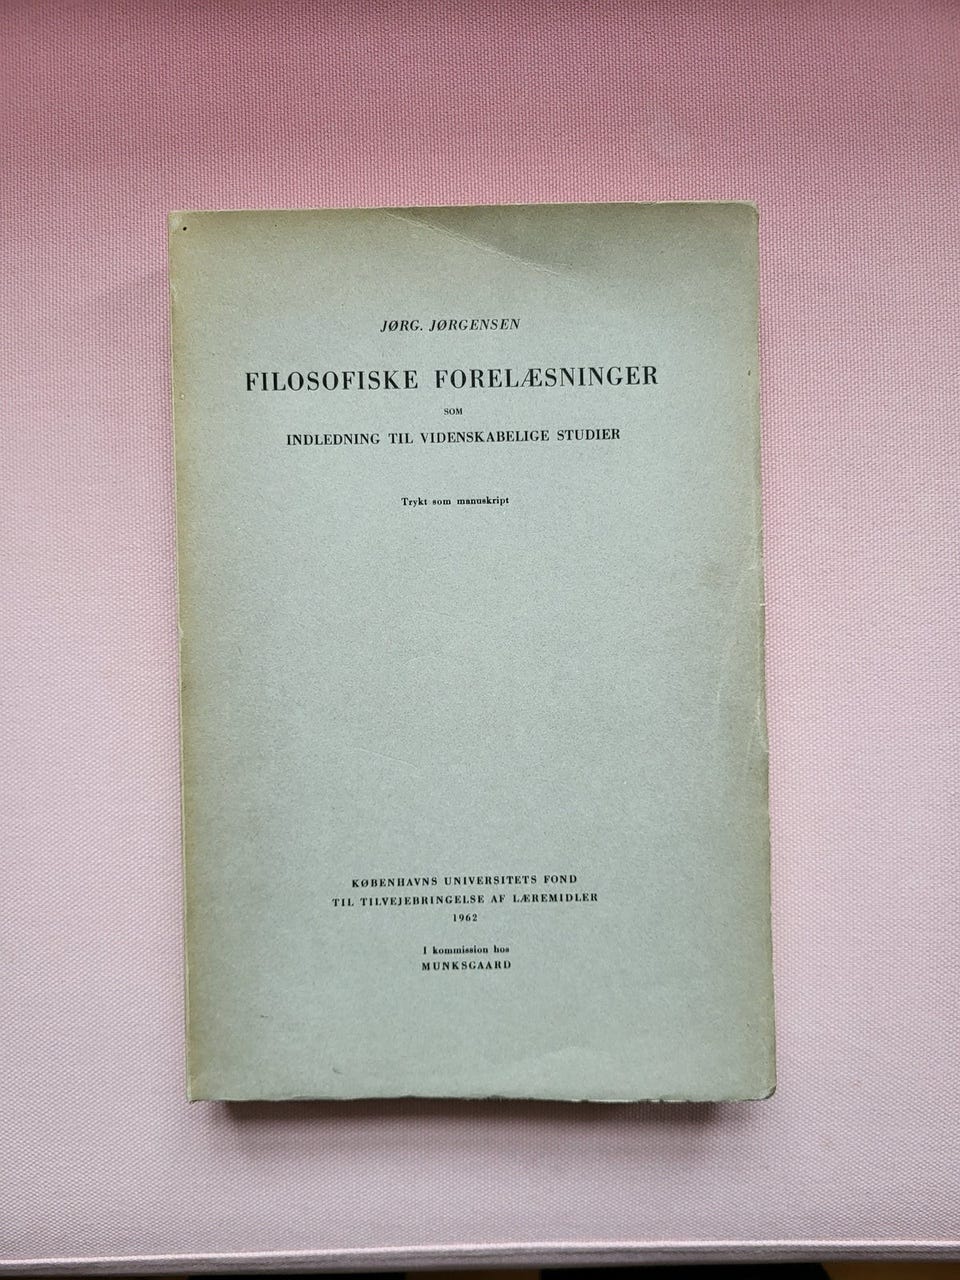 JØRG. JØRGENSEN
FILOSOFISKE FORELÆSNINGER
SOM
INDLEDNING TIL VIDENSKABELIGE STUDIER
Trykt som manuskript
KØBENHAVNS UNIVERSITETS FOND
TIL TILVEJEBRINGELSE AF LÆREMIDLER
1962
I kommission hos
MUNKSGAARD